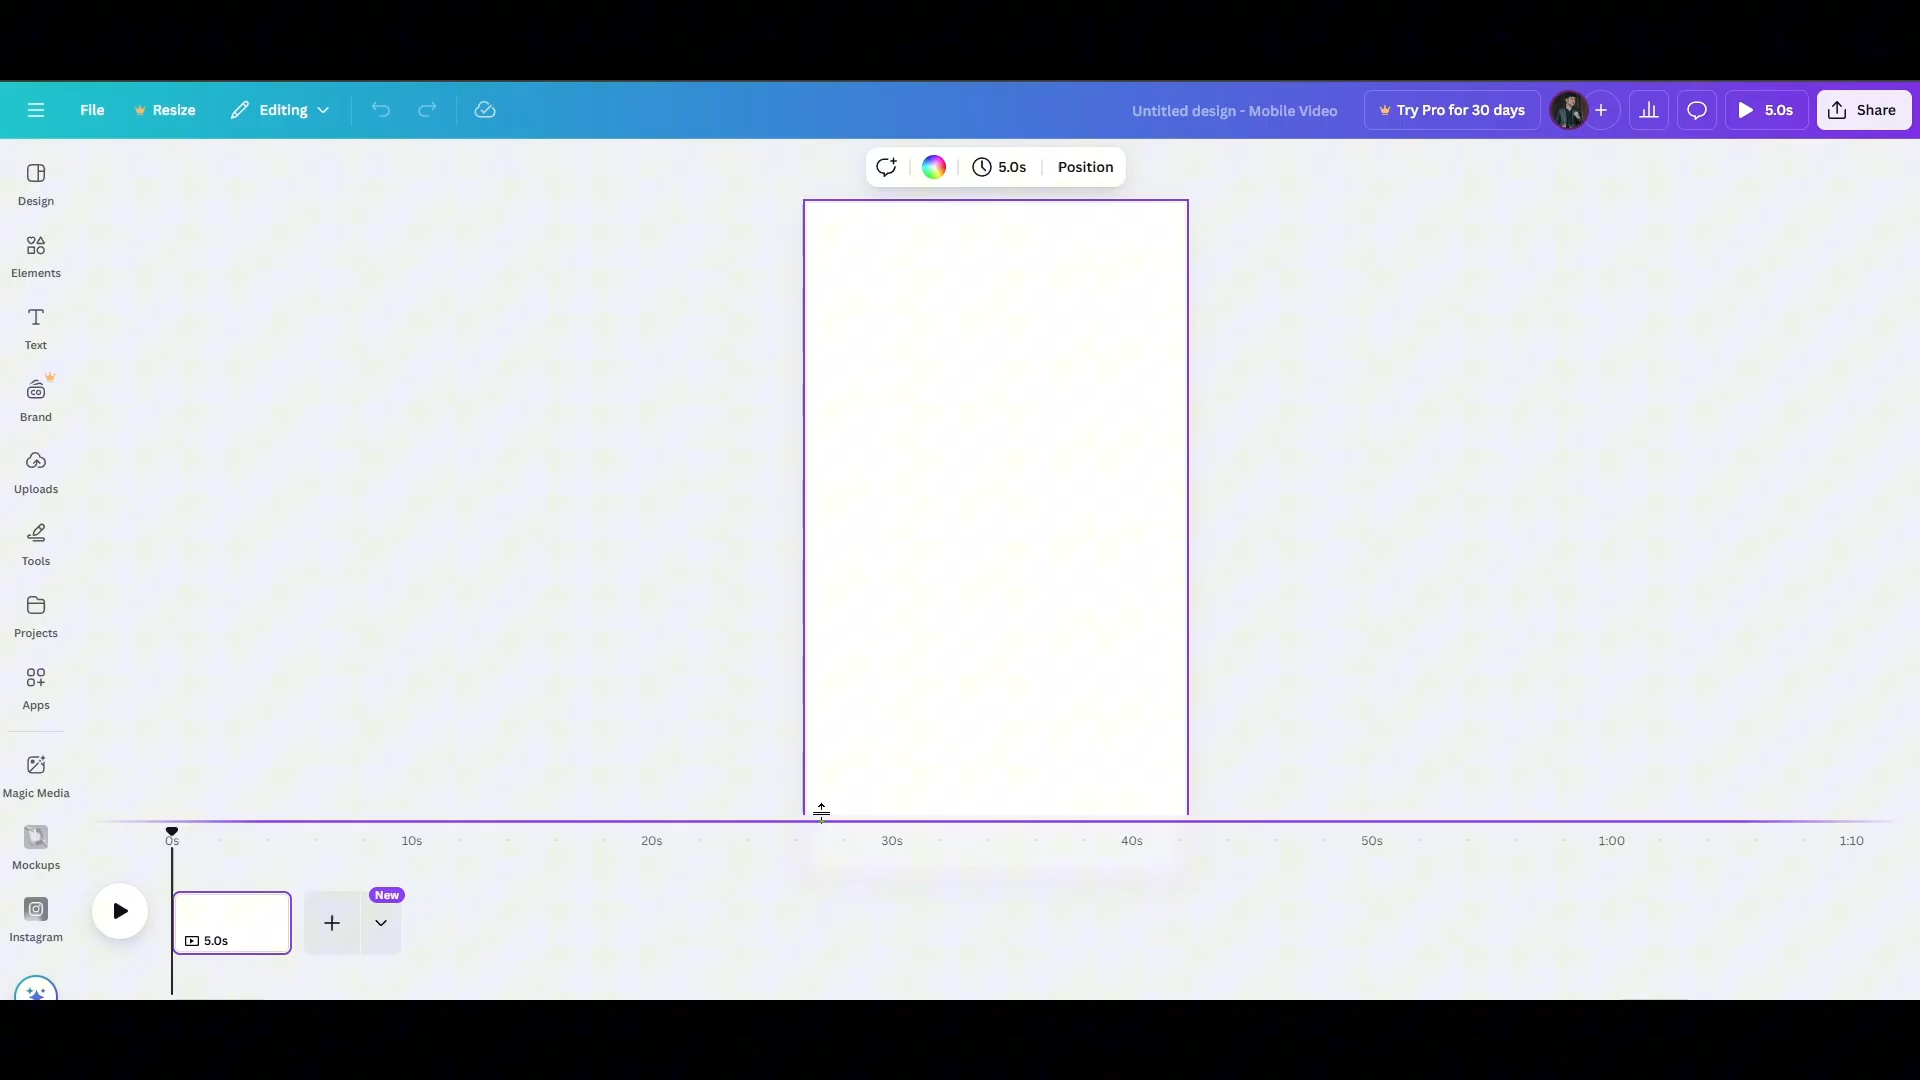 File Resize Editing Untitled design - Mobile Video Try Pro for 30 days 5.0s Share
5.0s Position
Design
Elements
Text
CO
Brand
Uploads
Tools
Projects
Apps
Magic Media
Mockups
Instagram
0s 10s 20s 30s 40s 50s 1:00 1:10
New
5.0s